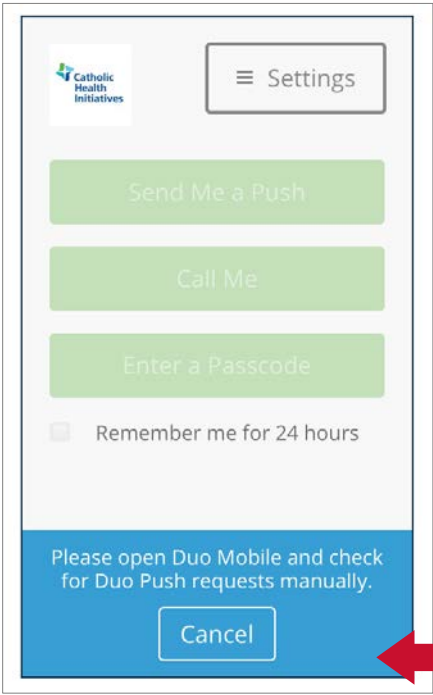 Catholic
Health
Initiatives
≡ Settings
Send Me a Push
Call Me
Enter a Passcode
Remember me for 24 hours
Please open Duo Mobile and check
for Duo Push requests manually.
Cancel